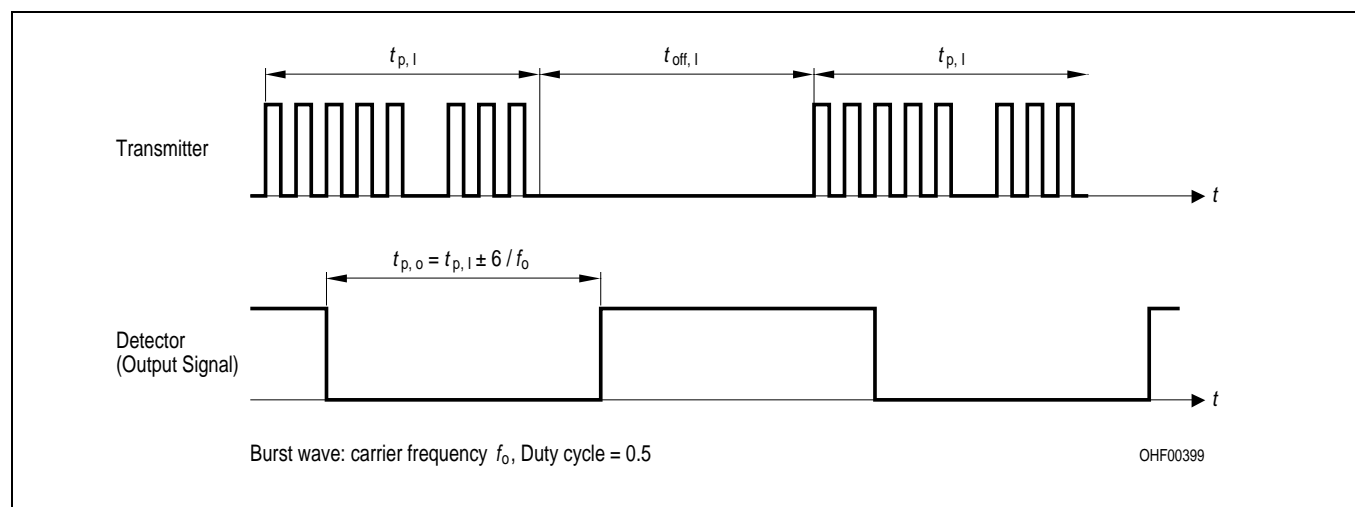 t p, I
t off, I
t p, I
Transmitter
t
t p, o = t p, I ± 6 / f o
Detector
(Output Signal)
t
Burst wave: carrier frequency f o, Duty cycle = 0.5
OHF00399